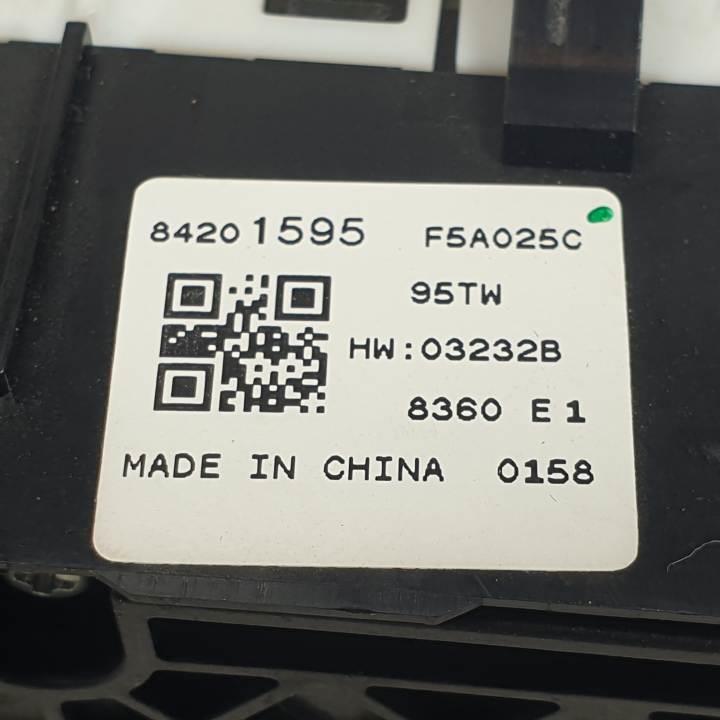 84201595 F5A025C
95TW
HW:03232B
8360 E1
MADE IN CHINA 0158